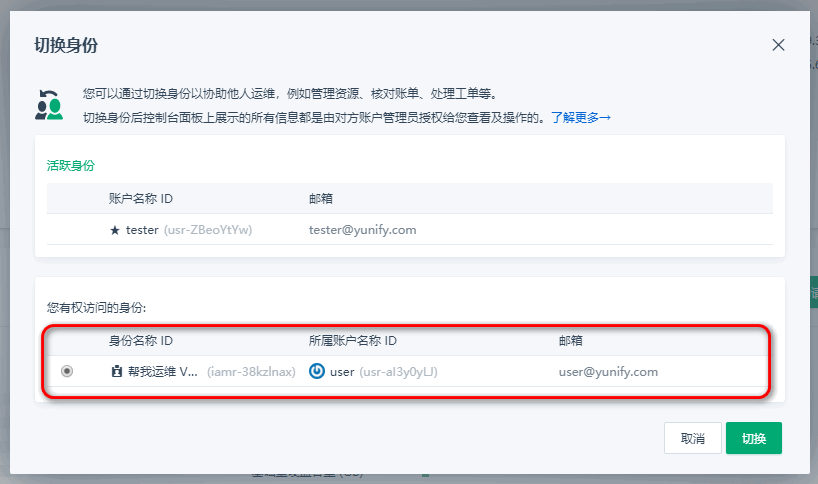 切换身份
您可以通过切换身份以协助他人运维，例如管理资源、核对账单、处理工单等。
切换身份后控制台面板上展示的所有信息都是由对方账户管理员授权给您查看及操作的。了解更多→
活跃身份
账户名称 ID 邮箱
★ tester (usr-ZBeoYtYw) tester@yunify.com
您有权访问的身份:
身份名称 ID 所属账户名称 ID 邮箱
帮我运维 V... (iamr-38kzlnax) user (usr-aI3y0yLJ) user@yunify.com
取消 切换